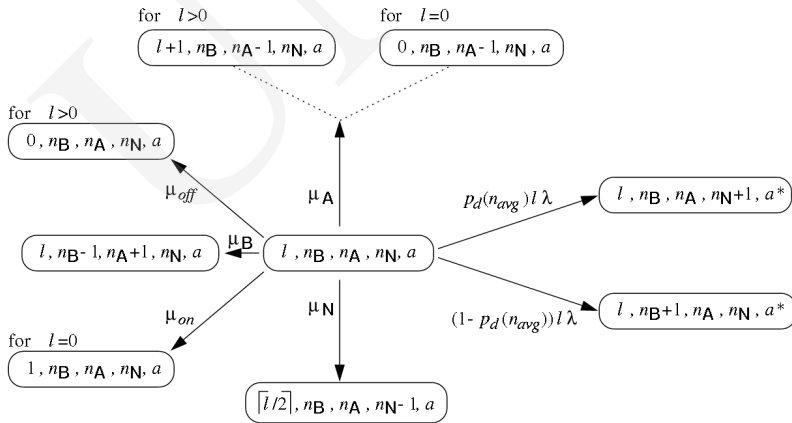 for l>0
for l=0
l+1, nB, nA-1, nN, a
0, nB, nA-1, nN, a
for l>0
0, nB, nA, nN, a
μoff
μA
pd(navg) l λ
l, nB, nA, nN+1, a*
l, nB-1, nA+1, nN, a
μB
l, nB, nA, nN, a
μon
μN
(1- pd(navg)) l λ
l, nB+1, nA, nN, a*
for l=0
1, nB, nA, nN, a
⌈l/2⌉, nB, nA, nN-1, a